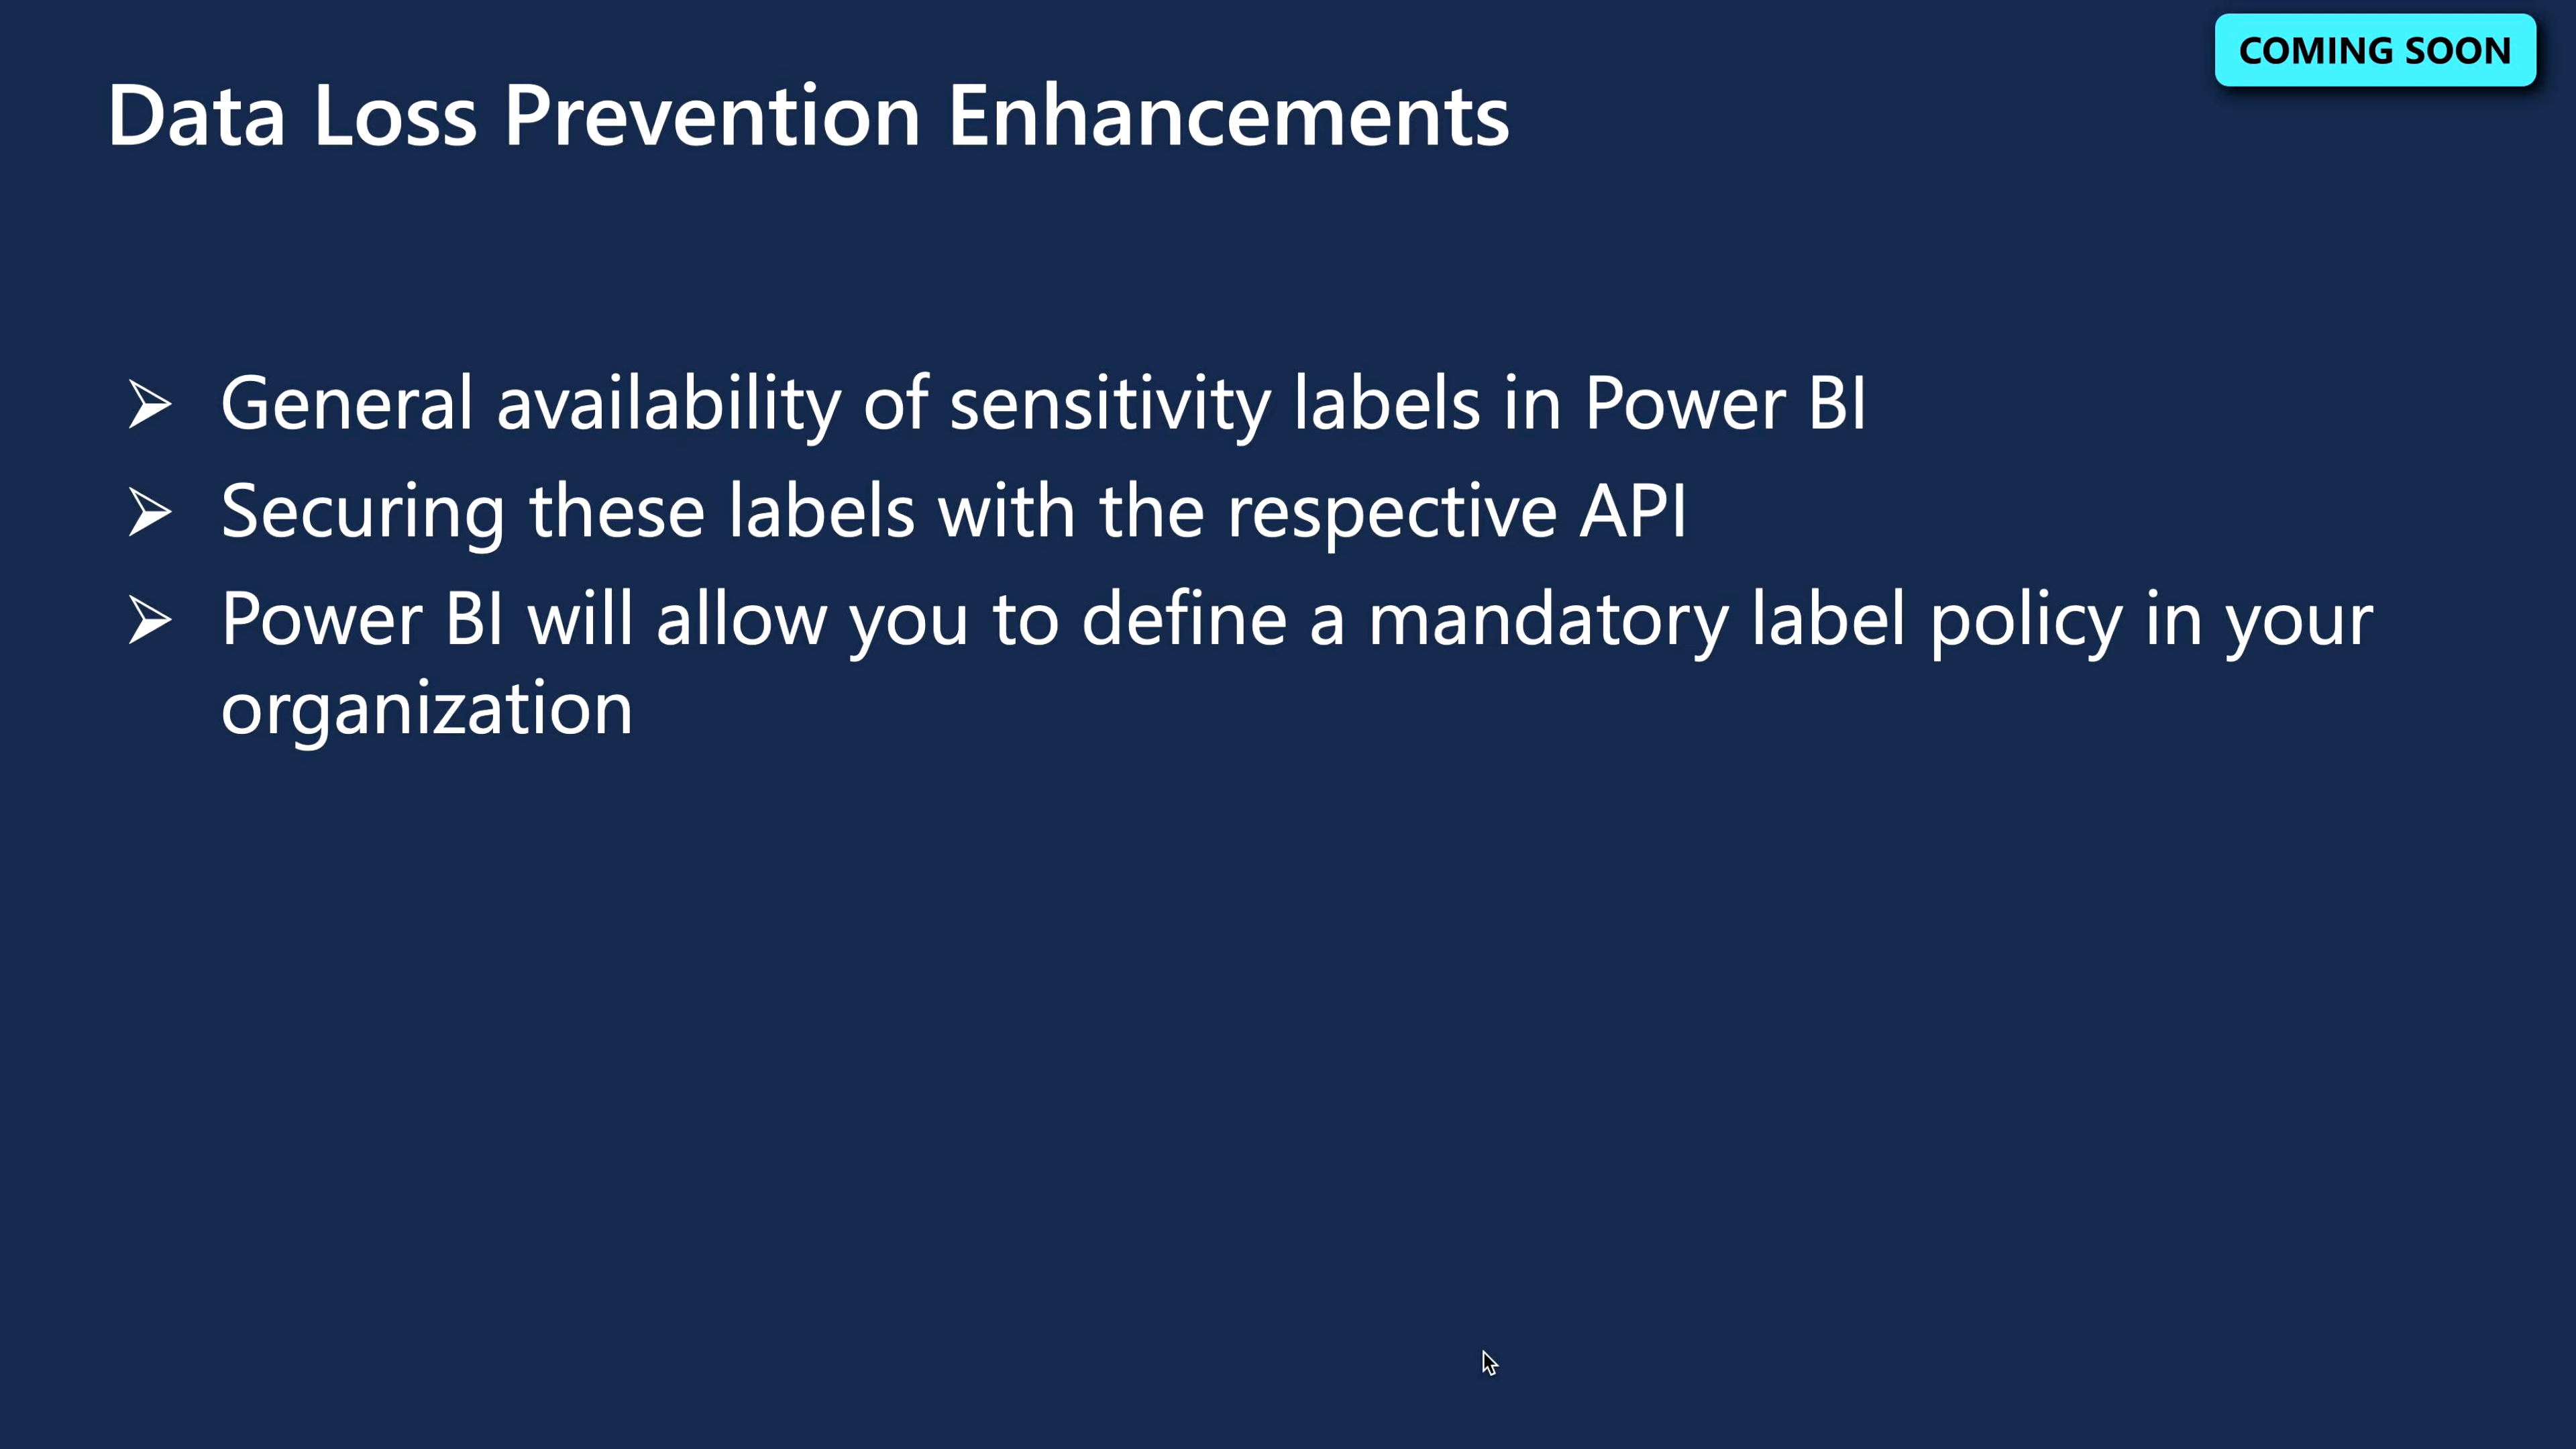 COMING SOON
Data Loss Prevention Enhancements
➢ General availability of sensitivity labels in Power BI
➢ Securing these labels with the respective API
➢ Power BI will allow you to define a mandatory label policy in your
organization